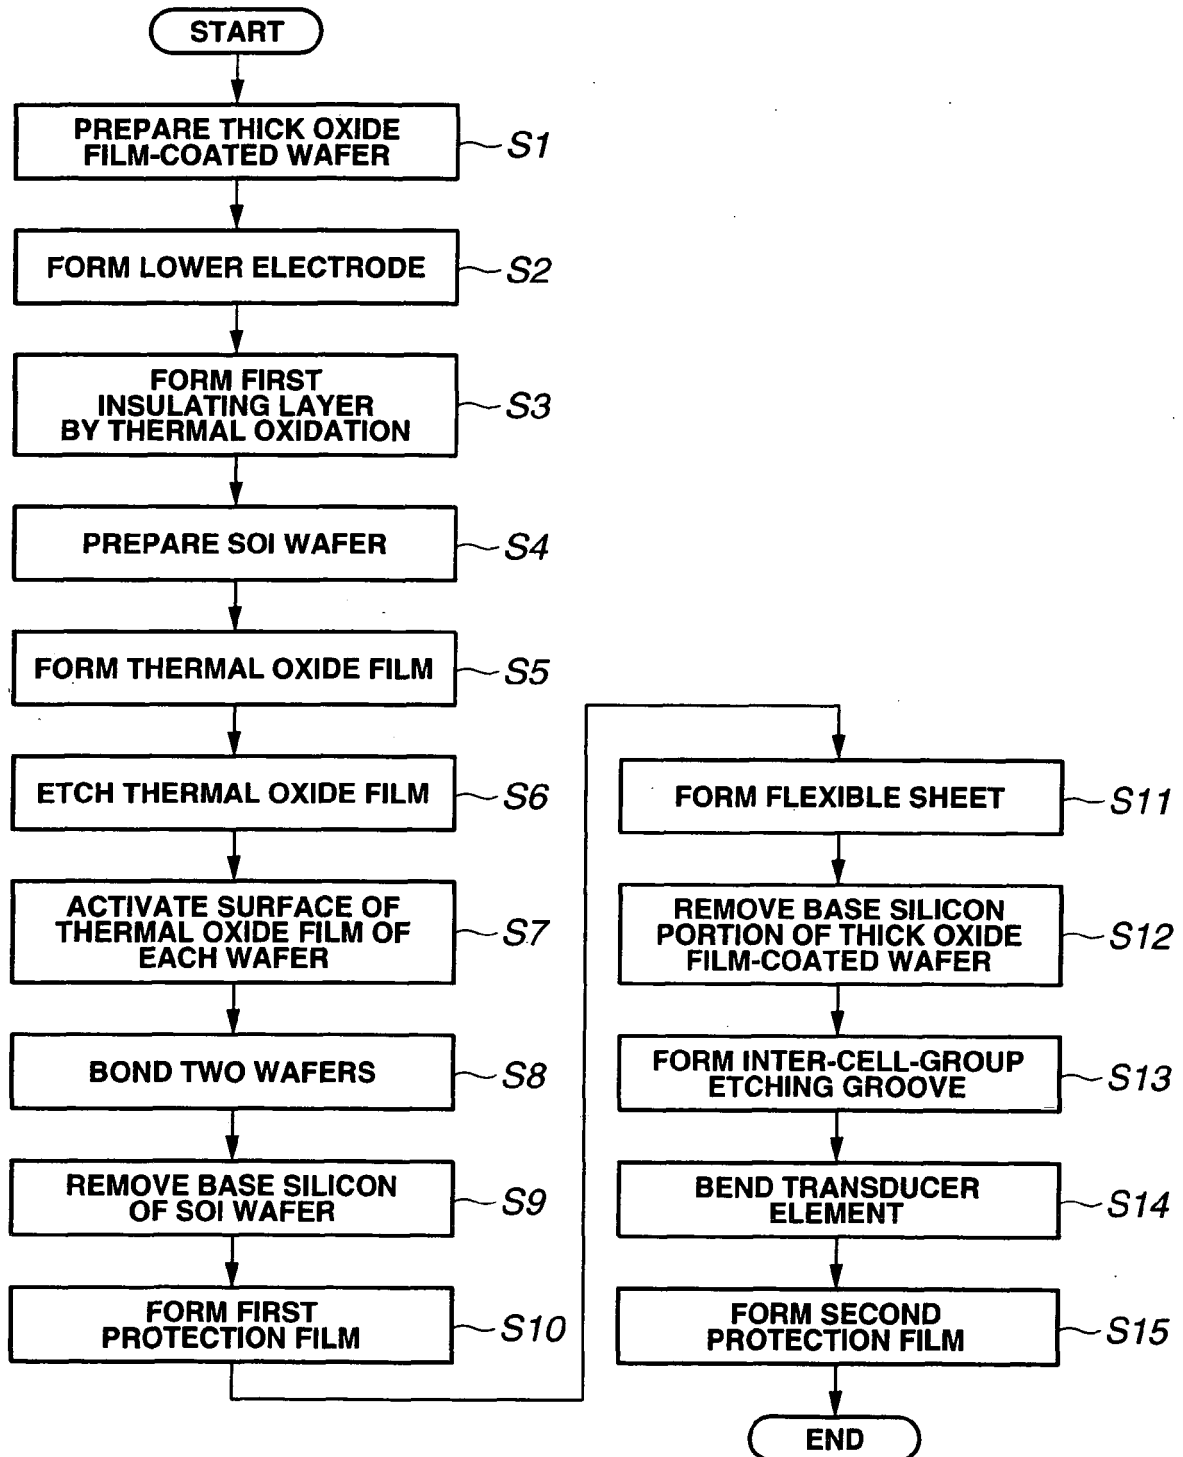 START
PREPARE THICK OXIDE
FILM-COATED WAFER
S1
FORM LOWER ELECTRODE
S2
FORM FIRST
INSULATING LAYER
BY THERMAL OXIDATION
S3
PREPARE SOI WAFER
S4
FORM THERMAL OXIDE FILM
S5
ETCH THERMAL OXIDE FILM
S6
ACTIVATE SURFACE OF
THERMAL OXIDE FILM OF
EACH WAFER
S7
BOND TWO WAFERS
S8
REMOVE BASE SILICON
OF SOI WAFER
S9
FORM FIRST
PROTECTION FILM
S10
FORM FLEXIBLE SHEET
S11
REMOVE BASE SILICON
PORTION OF THICK OXIDE
FILM-COATED WAFER
S12
FORM INTER-CELL-GROUP
ETCHING GROOVE
S13
BEND TRANSDUCER
ELEMENT
S14
FORM SECOND
PROTECTION FILM
S15
END